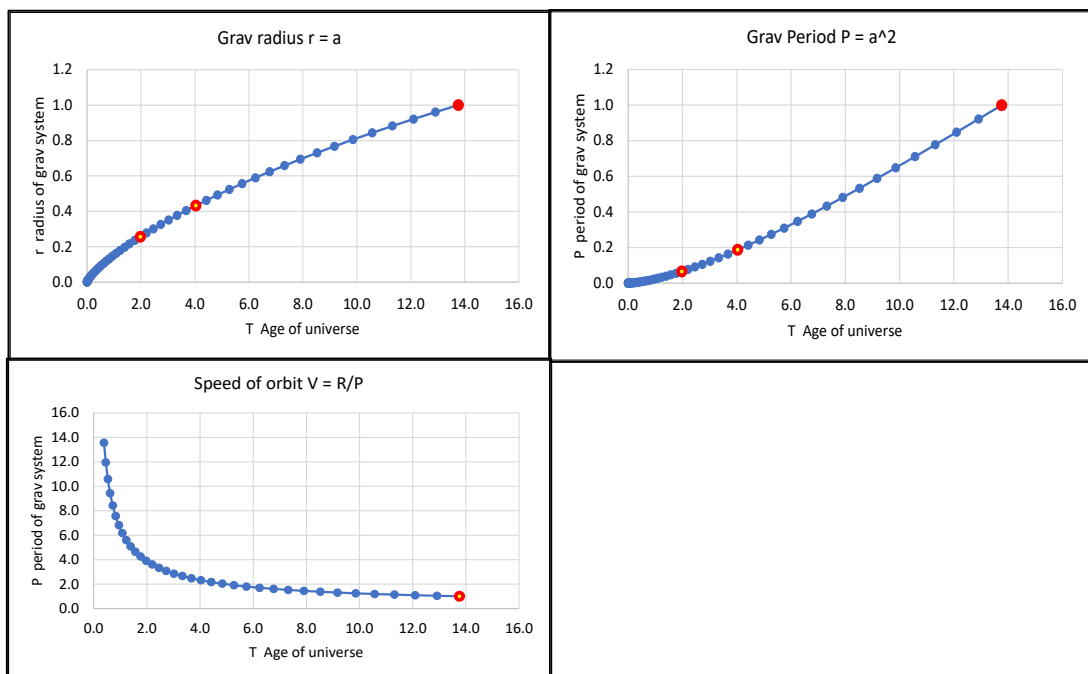 Grav radius r = a
1.2
1.0
0.8
0.6
0.4
0.2
0.0
r radius of grav system
0.0 2.0 4.0 6.0 8.0 10.0 12.0 14.0 16.0
T Age of universe
Grav Period P = a^2
1.2
1.0
0.8
0.6
0.4
0.2
0.0
P period of grav system
0.0 2.0 4.0 6.0 8.0 10.0 12.0 14.0 16.0
T Age of universe
Speed of orbit V = R/P
16.0
14.0
12.0
10.0
8.0
6.0
4.0
2.0
0.0
P period of grav system
0.0 2.0 4.0 6.0 8.0 10.0 12.0 14.0 16.0
T Age of universe